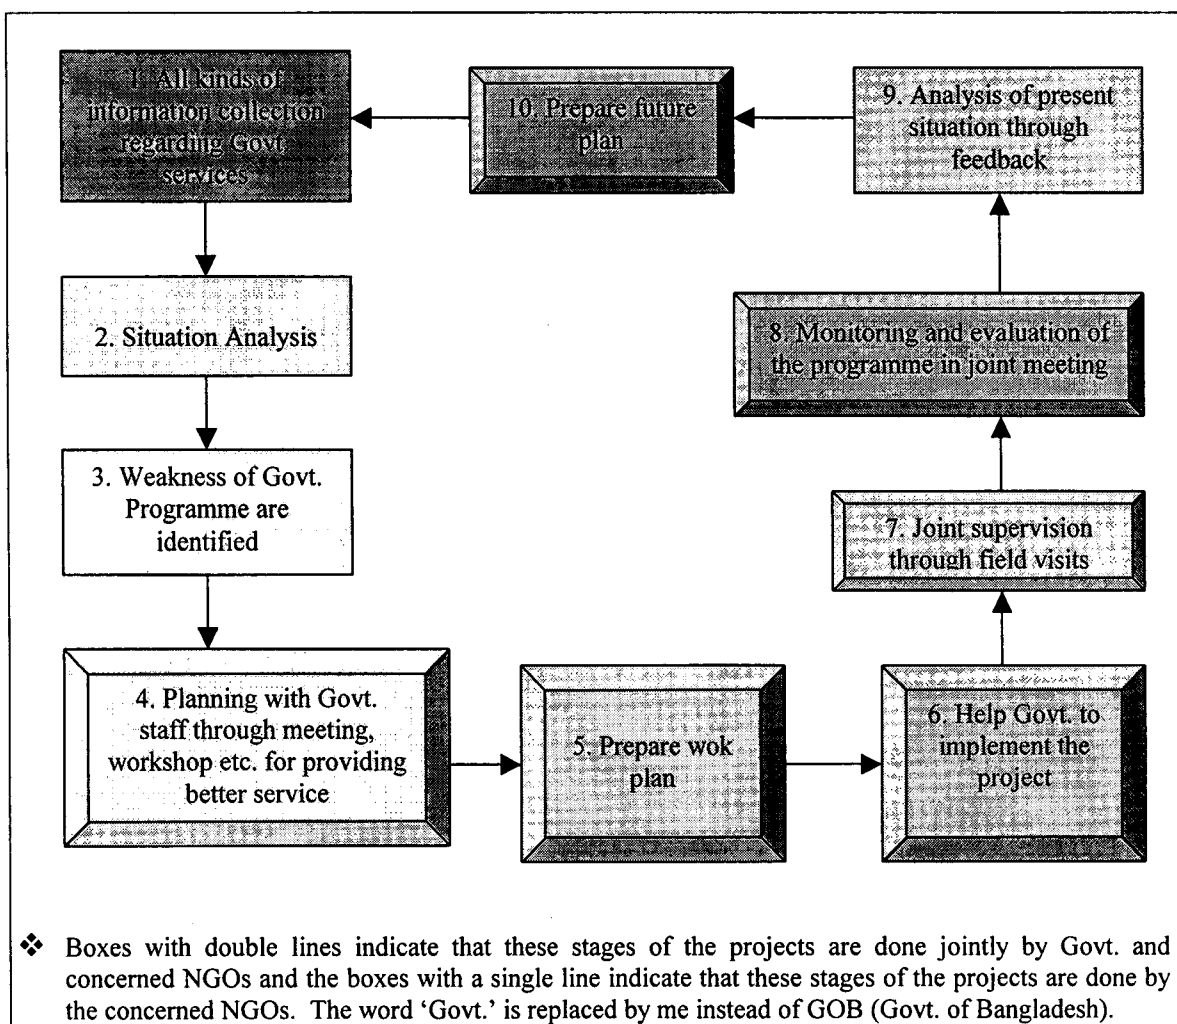 1. All kinds of
information collection
regarding Govt.
services
10. Prepare future
plan
9. Analysis of present
situation through
feedback
2. Situation Analysis
8. Monitoring and evaluation of
the programme in joint meeting
3. Weakness of Govt.
Programme are
identified
7. Joint supervision
through field visits
4. Planning with Govt.
staff through meeting,
workshop etc. for providing
better service
5. Prepare wok
plan
6. Help Govt. to
implement the
project
❖ Boxes with double lines indicate that these stages of the projects are done jointly by Govt. and
concerned NGOs and the boxes with a single line indicate that these stages of the projects are done by
the concerned NGOs. The word ‘Govt.’ is replaced by me instead of GOB (Govt. of Bangladesh).